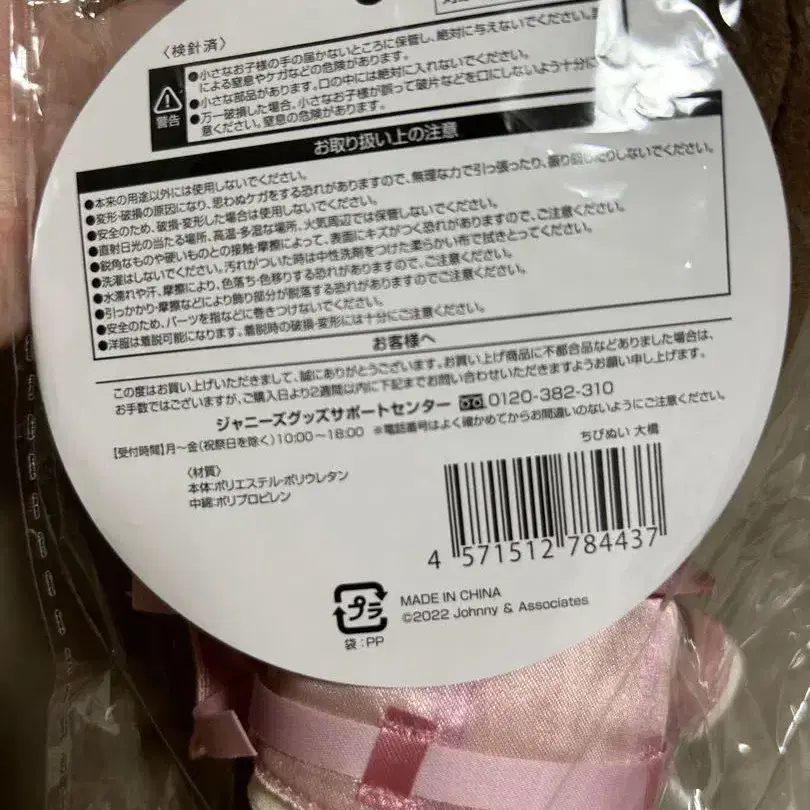 〈検針済〉
警告
●小さなお子様の手の届かないところに保管し、絶対に与えないでください。
による窒息やケガなどの危険があります。
●小さな部品があります。口の中には絶対に入れないでください。
●万一破損した場合、小さなお子様が誤って破片などを口にしないよう十分に
意ください。窒息の危険があります。
お取り扱い上の注意
●本来の用途以外には使用しないでください。
●変形・破損の原因になり、思わぬケガをする恐れがありますので、無理な力で引っ張ったり、振り回したりしないでください。
●安全のため、破損・変形した場合は使用しないでください。
●直射日光の当たる場所、高温・多湿な場所、火気周辺では保管しないでください。
●鋭角なものや硬いものとの接触・摩擦によって、表面にキズがつく恐れがありますので、ご注意ください。
●洗濯はしないでください。汚れがついた時は中性洗剤をつけた柔らかい布で拭きとってください。
●水濡れや汗、摩擦により、色落ち・色移りする恐れがありますので、ご注意ください。
●引っかかり・摩擦などにより飾り部分が脱落する恐れがありますのでご注意ください。
●安全のため、パーツを指などに巻きつけないでください。
●洋服は着脱可能になります。着脱時の破損・変形には十分にご注意ください。
お客様へ
この度はお買い上げいただきまして、誠にありがとうございます。お買い上げ商品に不都合品などありました場合は、
お手数ではございますが、ご購入日より2週間以内に下記までお問い合わせいただきますようお願い申し上げます。
ジャニーズグッズサポートセンター 0120-382-310
【受付時間】月〜金(祝祭日を除く)10:00〜18:00 ※電話番号はよく確かめてからお間違いのないようにご注意ください。
〈材質〉
本体:ポリエステル・ポリウレタン
中綿:ポリプロピレン
ちびぬい 大橋
4 571512 784437
プラ
袋:PP
MADE IN CHINA
©2022 Johnny & Associates